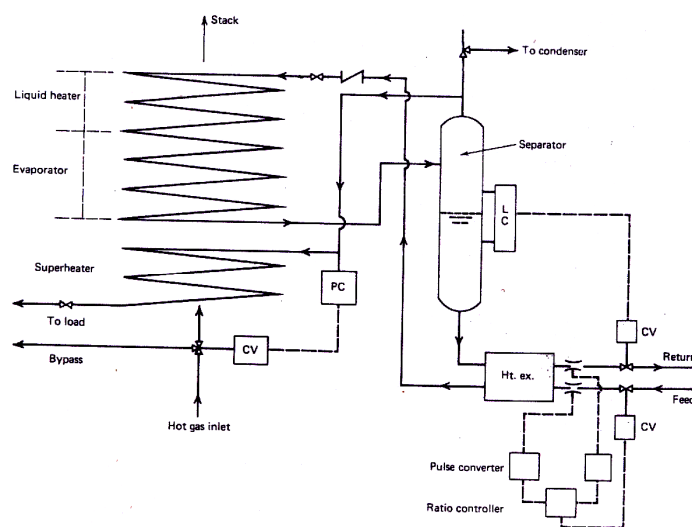 Stack
To condenser
Liquid heater
Separator
Evaporator
L
C
Superheater
PC
CV
To load
Return
Bypass
CV
Ht. ex.
Feed
Hot gas inlet
CV
Pulse converter
Ratio controller